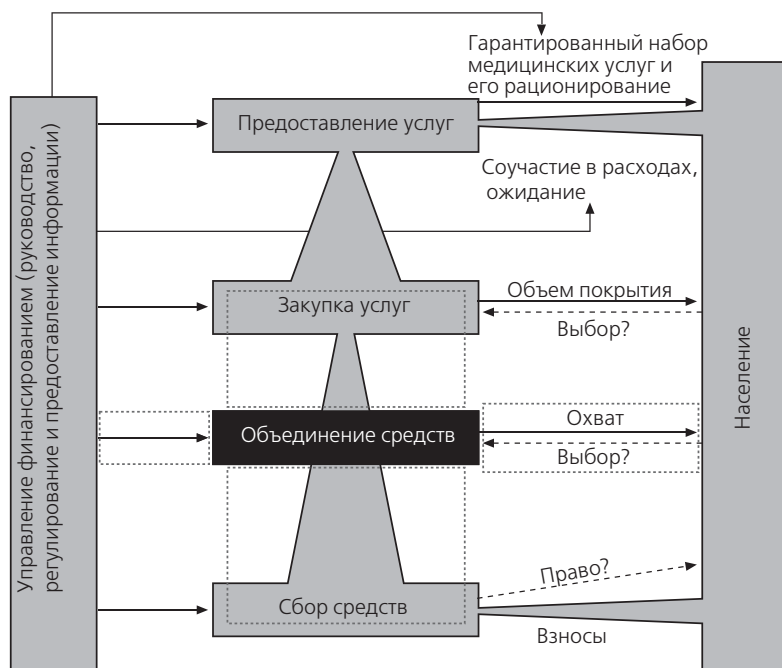 Гарантированный набор
медицинских услуг и
его рационирование
Предоставление услуг
Соучастие в расходах,
ожидание
Управление финансированием (руководство,
регулирование и предоставление информации)
Закупка услуг
Объем покрытия
Выбор?
Население
Объединение средств
Охват
Выбор?
Право?
Сбор средств
Взносы